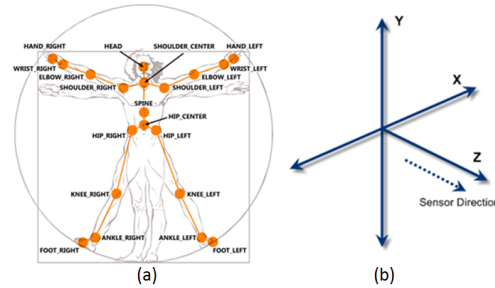 HAND_RIGHT
HEAD
SHOULDER_CENTER
HAND_LEFT
WRIST_RIGHT
WRIST_LEFT
ELBOW_RIGHT
ELBOW_LEFT
SHOULDER_RIGHT
SHOULDER_LEFT
SPINE
HIP_CENTER
HIP_RIGHT
HIP_LEFT
KNEE_RIGHT
KNEE_LEFT
ANKLE_RIGHT
ANKLE_LEFT
FOOT_RIGHT
FOOT_LEFT
(a)
Y
X
Z
Sensor Direction
(b)